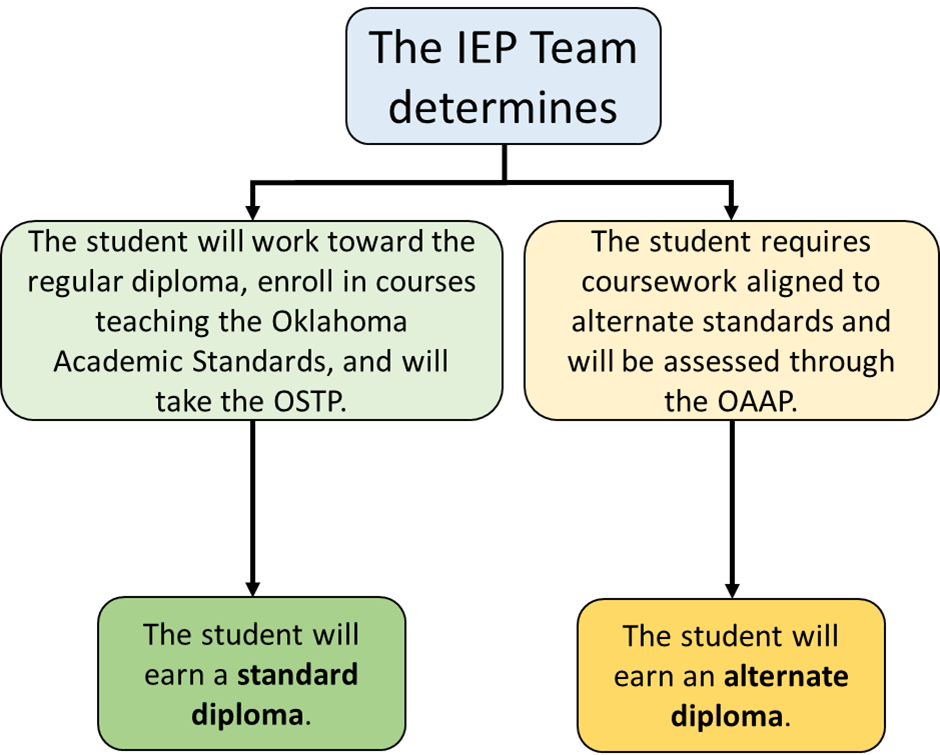 The IEP Team
determines
The student will work toward the
regular diploma, enroll in courses
teaching the Oklahoma
Academic Standards, and will
take the OSTP.
The student requires
coursework aligned to
alternate standards and
will be assessed through
the OAAP.
The student will
earn a standard
diploma.
The student will
earn an alternate
diploma.